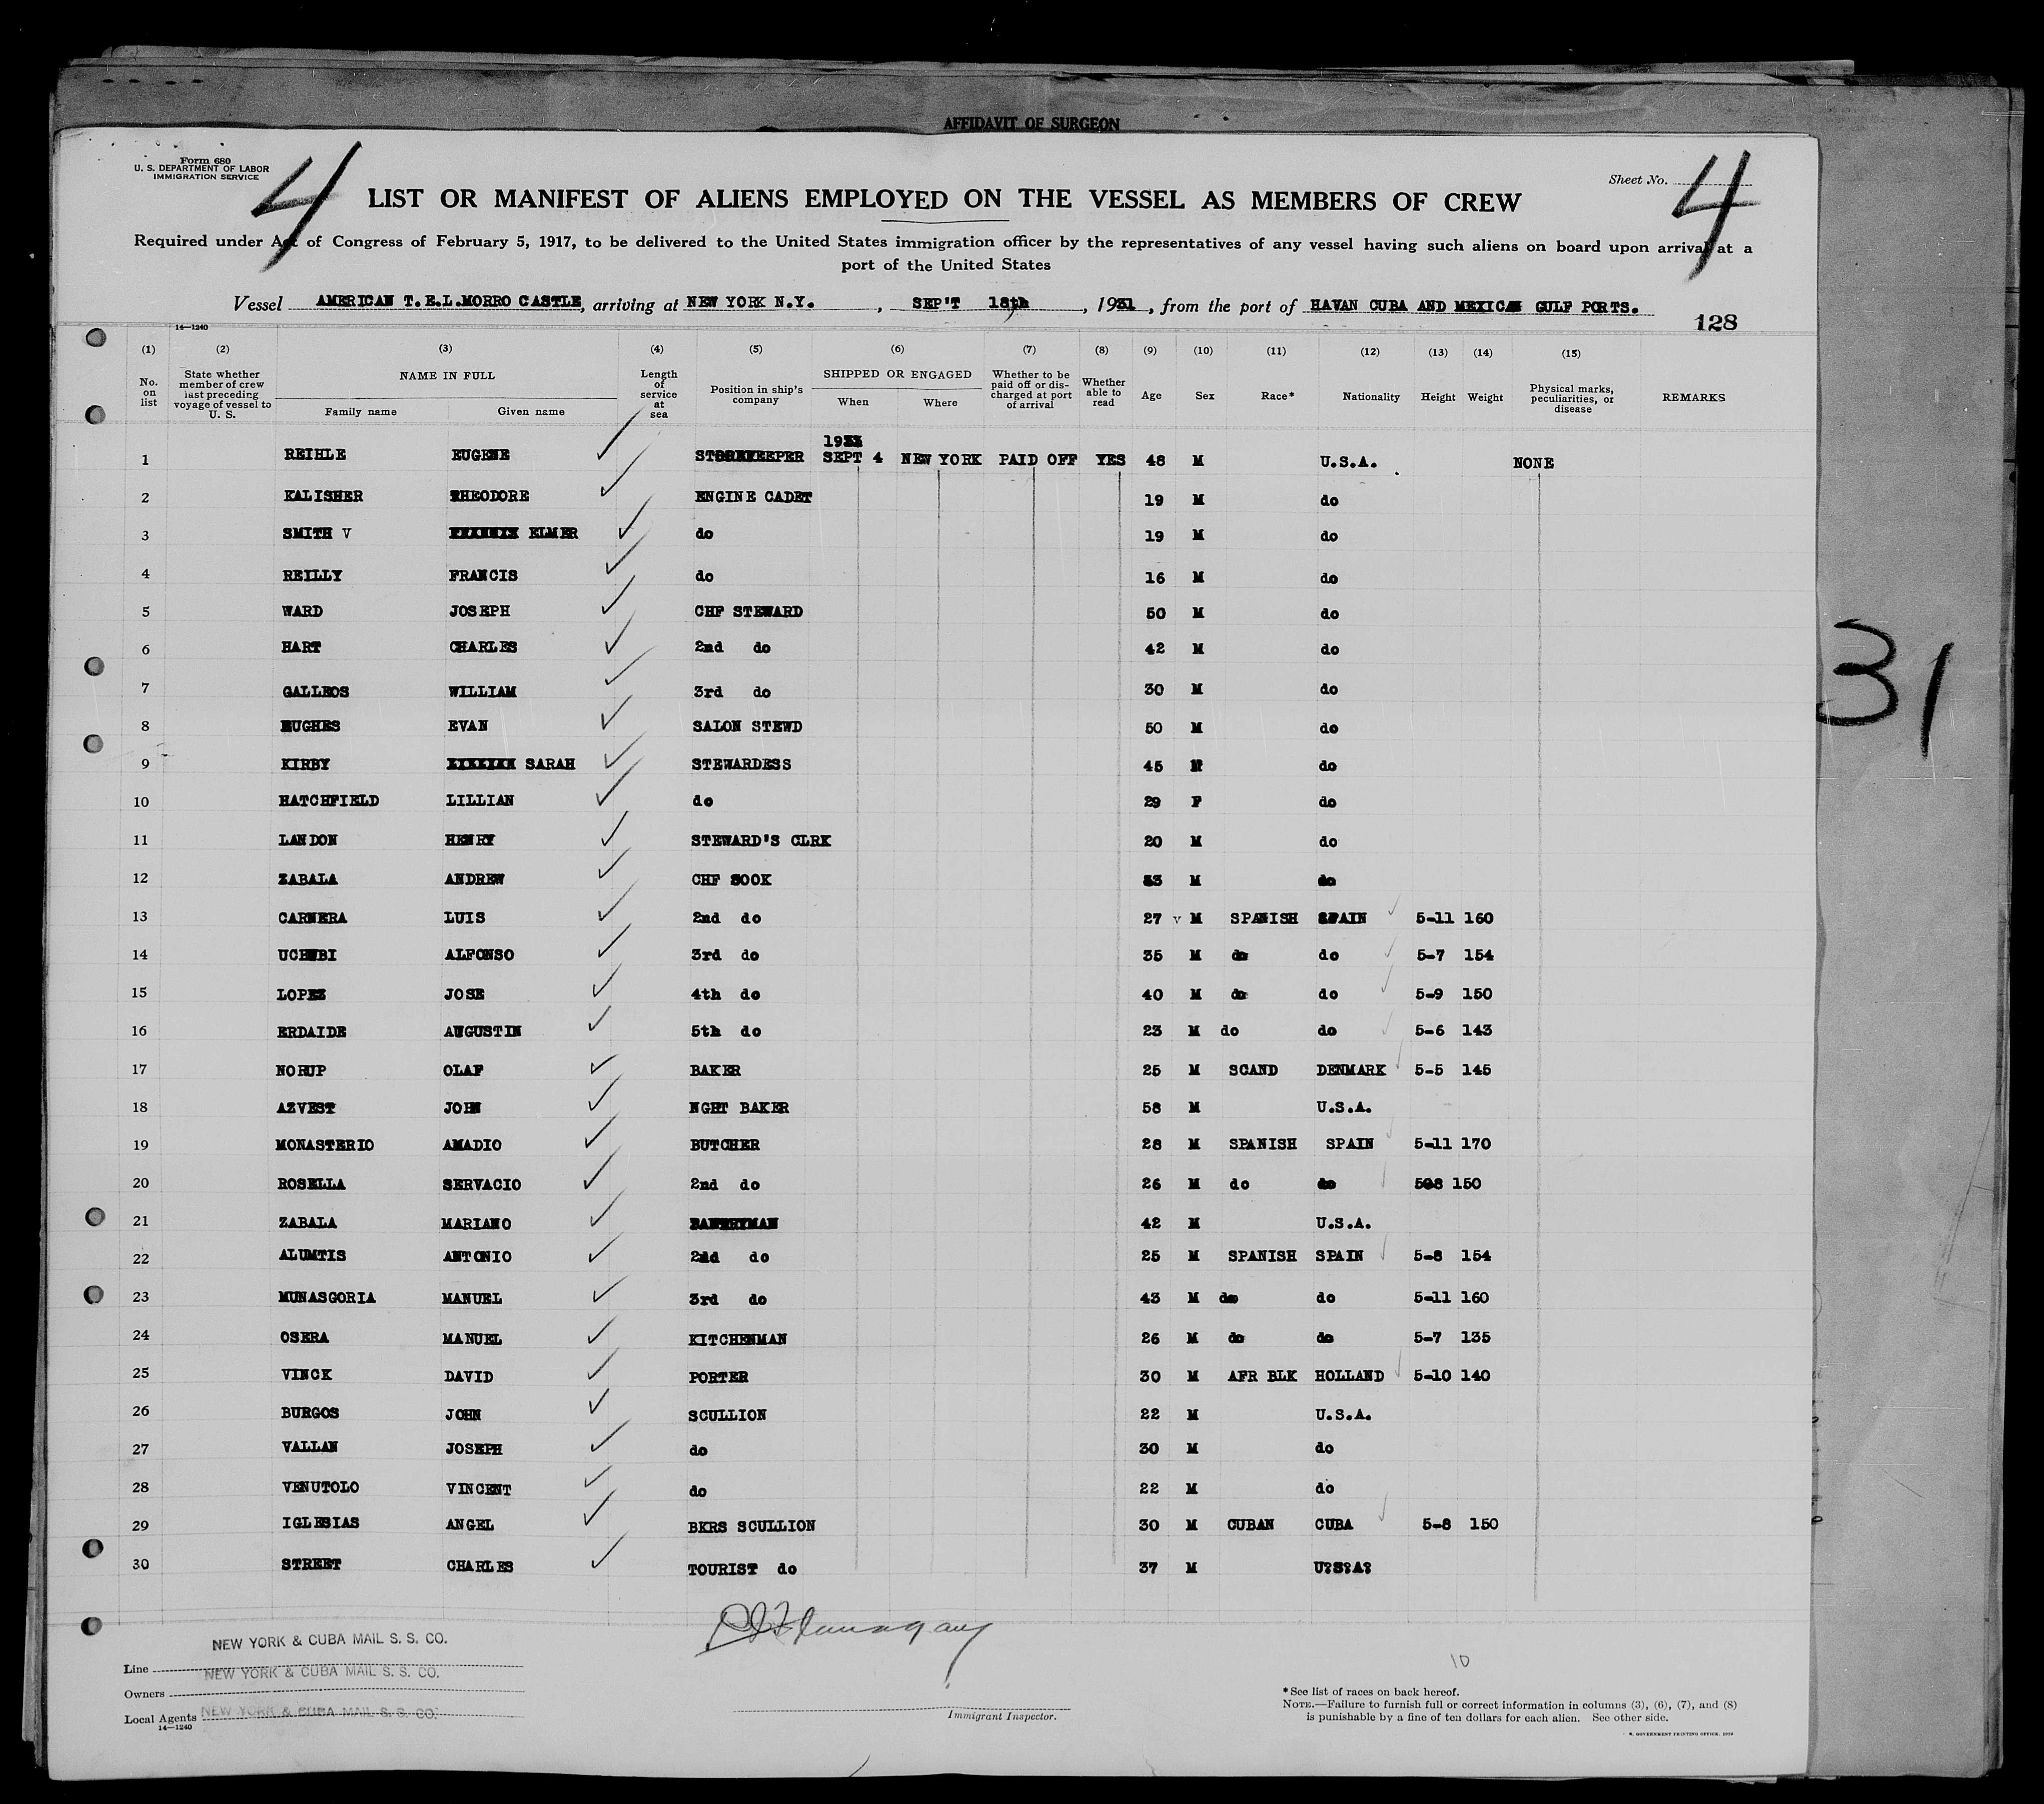 AFFIDAVIT OF SURGEON
Form 680
U. S. DEPARTMENT OF LABOR
IMMIGRATION SERVICE
4
Sheet No. 4
LIST OR MANIFEST OF ALIENS EMPLOYED ON THE VESSEL AS MEMBERS OF CREW
Required under Act of Congress of February 5, 1917, to be delivered to the United States immigration officer by the representatives of any vessel having such aliens on board upon arrival at a
port of the United States
Vessel AMERICAN T.E.L.MORRO CASTLE, arriving at NEW YORK N.Y. , SEP'T 18th , 1931 , from the port of HAVAN CUBA AND MEXICAN GULF PORTS.
128
14—1240
(1) (2) (3) (4) (5) (6) (7) (8) (9) (10) (11) (12) (13) (14) (15)
No. on list
State whether member of crew last preceding voyage of vessel to U. S.
NAME IN FULL
Family name Given name
Length of service at sea
Position in ship's company
SHIPPED OR ENGAGED
When Where
Whether to be paid off or discharged at port of arrival
Whether able to read
Age Sex Race* Nationality Height Weight
Physical marks, peculiarities, or disease
REMARKS
1 REIHLE EUGENE STOREKEEPER SEPT 4 NEW YORK PAID OFF YES 48 M U.S.A. NONE
2 KALISHER THEODORE ENGINE CADET 19 M do
3 SMITH V ELMER do 19 M do
4 REILLY FRANCIS do 16 M do
5 WARD JOSEPH CHF STEWARD 50 M do
6 HART CHARLES 2nd do 42 M do
7 GALLEOS WILLIAM 3rd do 30 M do
8 HUGHES EVAN SALON STEWD 50 M do
9 KIRBY SARAH STEWARDESS 45 do
10 HATCHFIELD LILLIAN do 29 F do
11 LANDON HENRY STEWARD'S CLRK 20 M do
12 ZABALA ANDREW CHF M do
13 CARNERA LUIS 2nd do 27 v M SPANISH SPAIN 5-11 160
14 ALFONSO 3rd do 35 M do do 5-7 154
15 LOPEZ JOSE 4th do 40 M do do 5-9 150
16 ERDAIDE AUGUSTIN 5th do 23 M do do 5-6 143
17 NORUP OLAF BAKER 25 M SCAND DENMARK 5-5 145
18 AZVEST JOHN NGHT BAKER 58 M U.S.A.
19 MONASTERIO AMADIO BUTCHER 28 M SPANISH SPAIN 5-11 170
20 ROSELLA SERVACIO 2nd do 26 M do do 150
21 ZABALA MARIANO PANTRYMAN 42 M U.S.A.
22 ALUMTIS ANTONIO 2nd do 25 M SPANISH SPAIN 5-8 154
23 MUNASGORIA MANUEL 3rd do 43 M do do 5-11 160
24 OSERA MANUEL KITCHENMAN 26 M do do 5-7 135
25 VINCK DAVID PORTER 30 M AFR BLK HOLLAND 5-10 140
26 BURGOS JOHN SCULLION 22 M U.S.A.
27 VALLAN JOSEPH do 30 M do
28 VENUTOLO VINCENT do 22 M do
29 IGLESIAS ANGEL BKRS SCULLION 30 M CUBAN CUBA 5-8 150
30 STREET CHARLES TOURIST do 37 M U?S?A?
31
NEW YORK & CUBA MAIL S. S. CO.
Line NEW YORK & CUBA MAIL S. S. CO.
Owners
Local Agents NEW YORK & CUBA MAIL S. S. CO.
14—1240
Immigrant Inspector.
10
*See list of races on back hereof.
NOTE.—Failure to furnish full or correct information in columns (3), (6), (7), and (8)
is punishable by a fine of ten dollars for each alien. See other side.